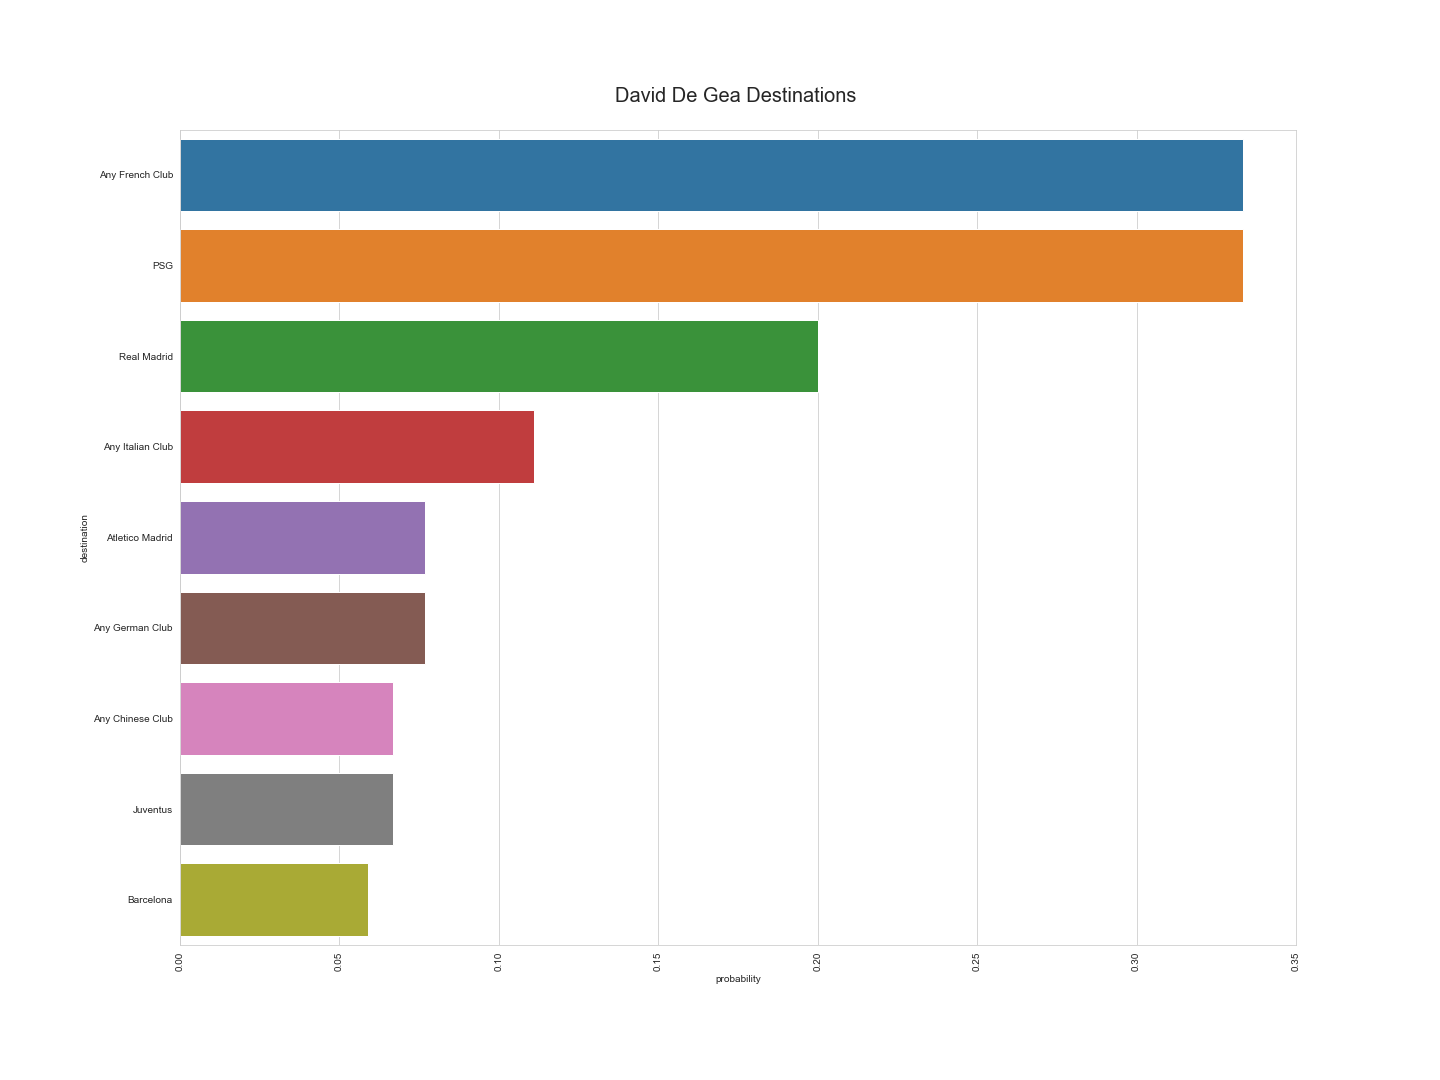 David De Gea Destinations
Any French Club
PSG
Real Madrid
Any Italian Club
Atletico Madrid
Any German Club
Any Chinese Club
Juventus
Barcelona
destination
0.00
0.05
0.10
0.15
0.20
0.25
0.30
0.35
probability